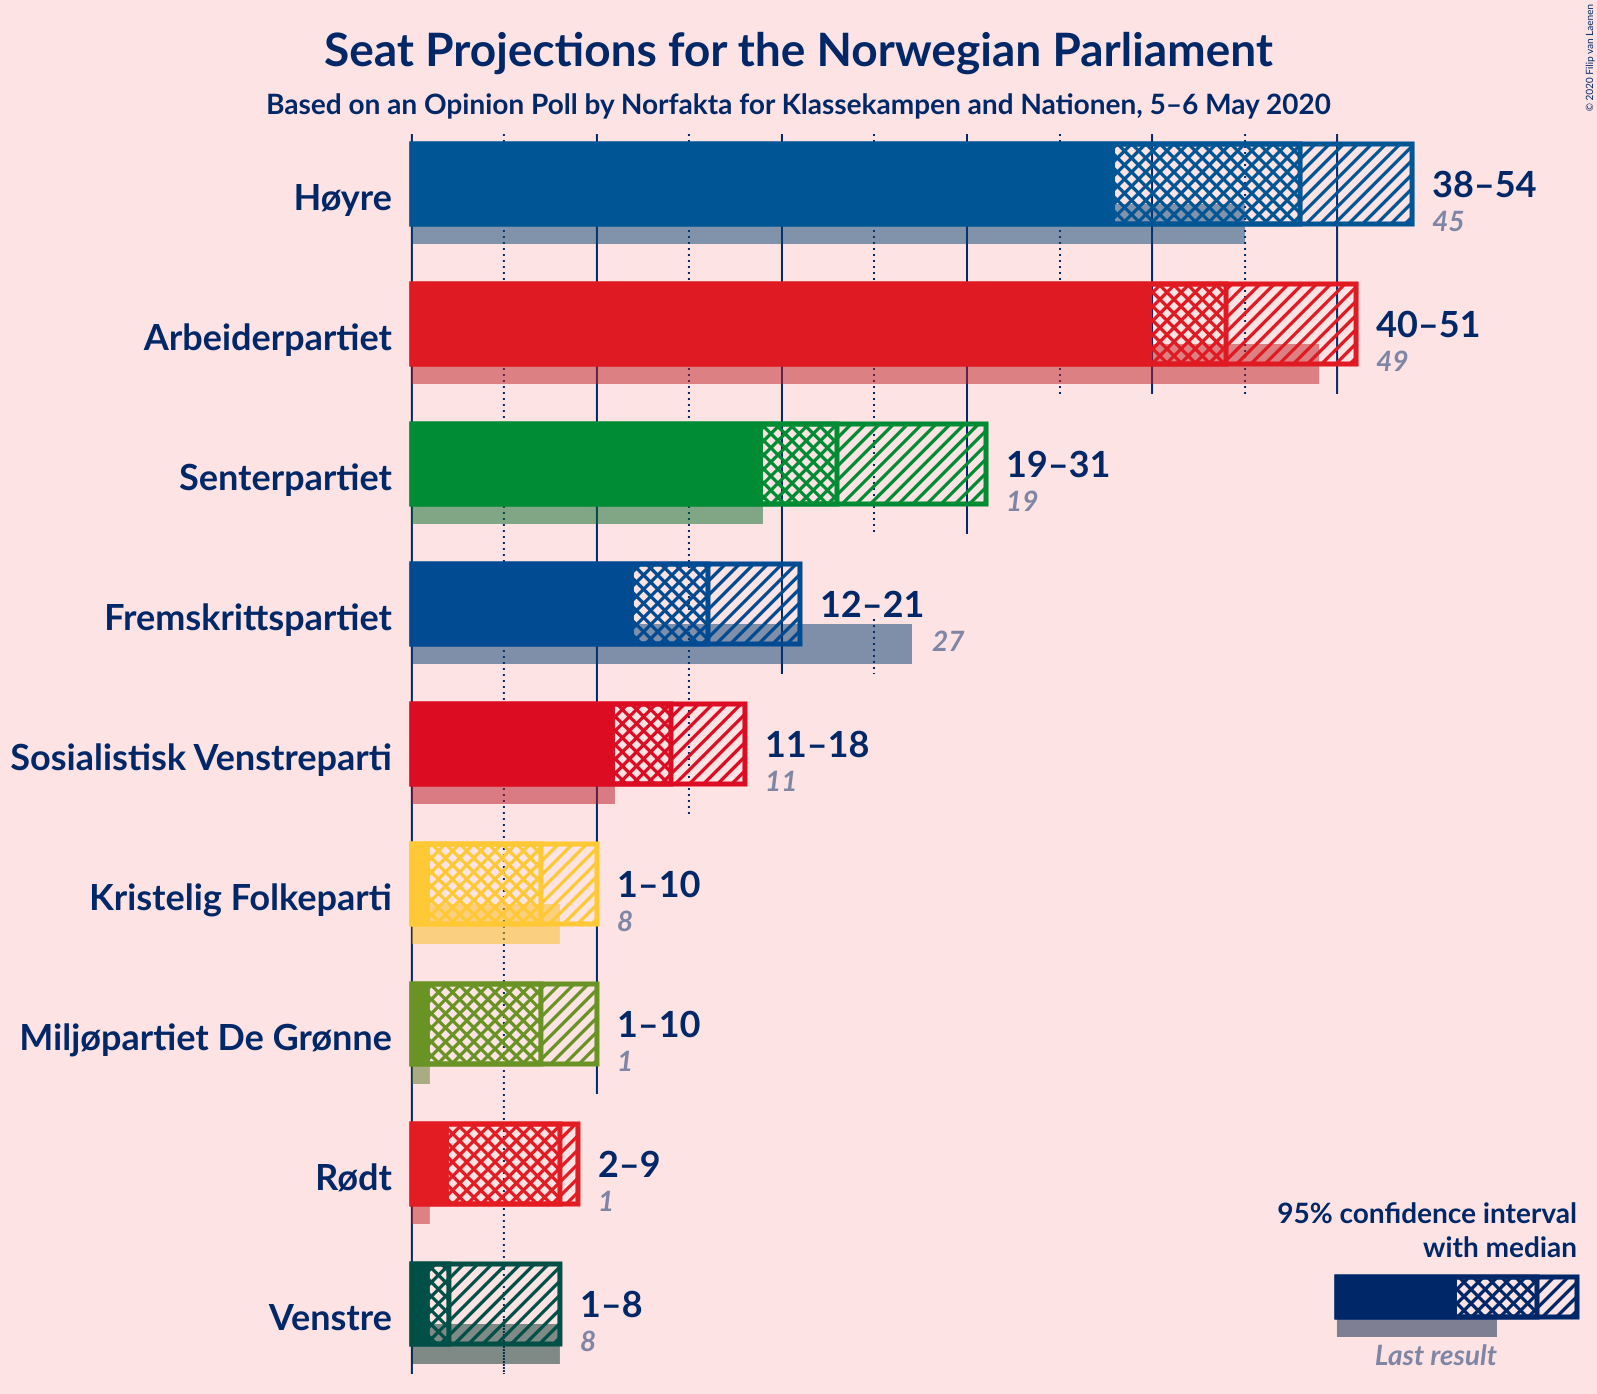 Seat Projections for the Norwegian Parliament
Based on an Opinion Poll by Norfakta for Klassekampen and Nationen, 5–6 May 2020
© 2020 Filip van Laenen
Høyre
38–54
45
Arbeiderpartiet
40–51
49
Senterpartiet
19–31
19
Fremskrittspartiet
12–21
27
Sosialistisk Venstreparti
11–18
11
Kristelig Folkeparti
1–10
8
Miljøpartiet De Grønne
1–10
1
Rødt
2–9
1
Venstre
1–8
8
95% confidence interval
with median
Last result